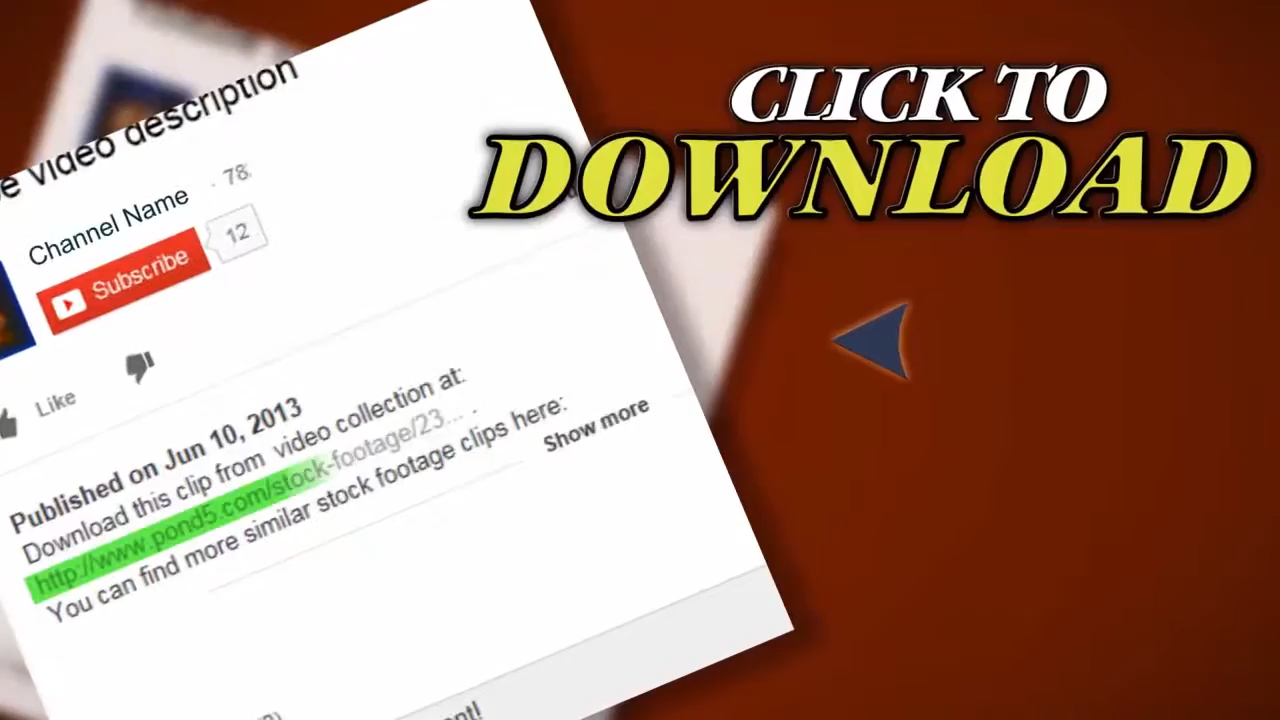 CLICK TO
DOWNLOAD
video description
Channel Name
78
Subscribe
12
Like
Published on Jun 10, 2013
Download this clip from video collection at:
http://www.pond5.com/stock-footage/23...
You can find more similar stock footage clips here:
Show more